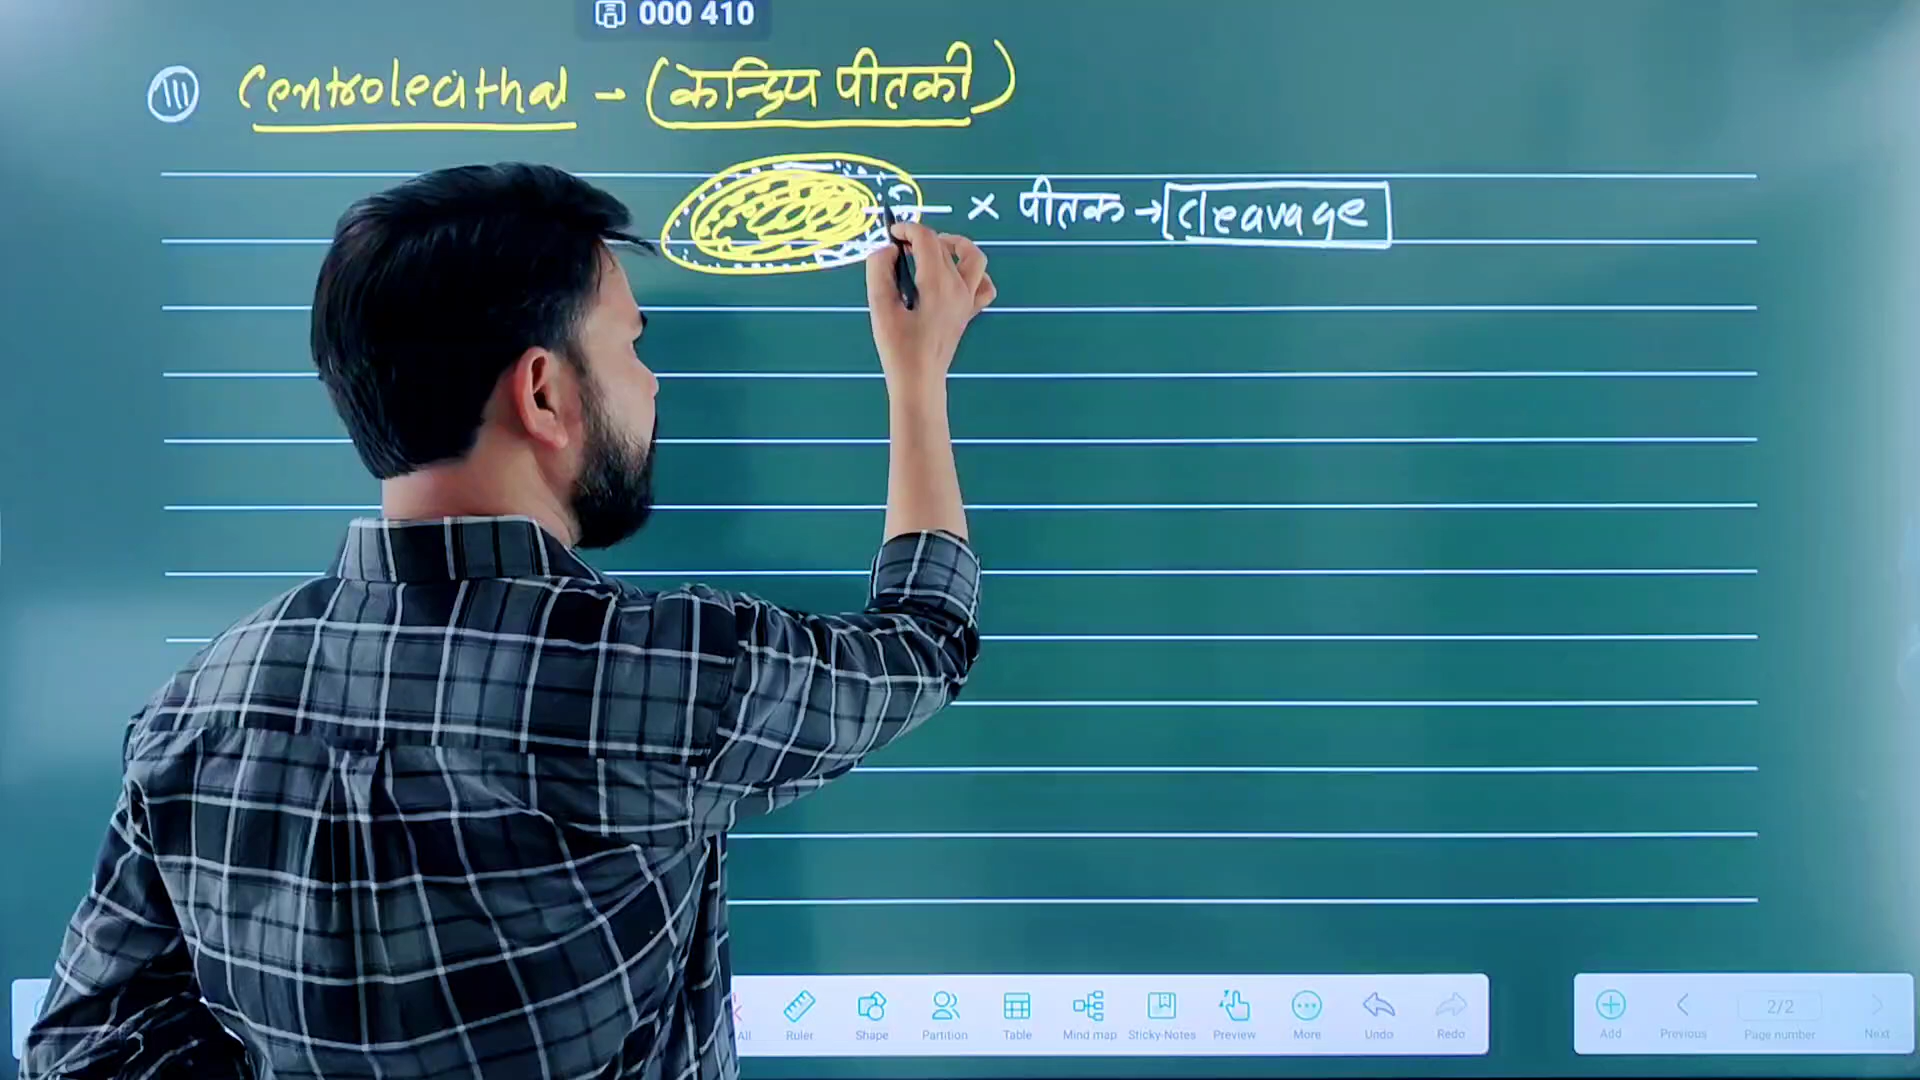 000 410
III Centrolecithal - (केन्द्रिय पीतकी)
× पीतक → cleavage
All Ruler Shape Partition Table Mind map Sticky-Notes Preview More Undo Redo Add Previous 2/2 Page number Next